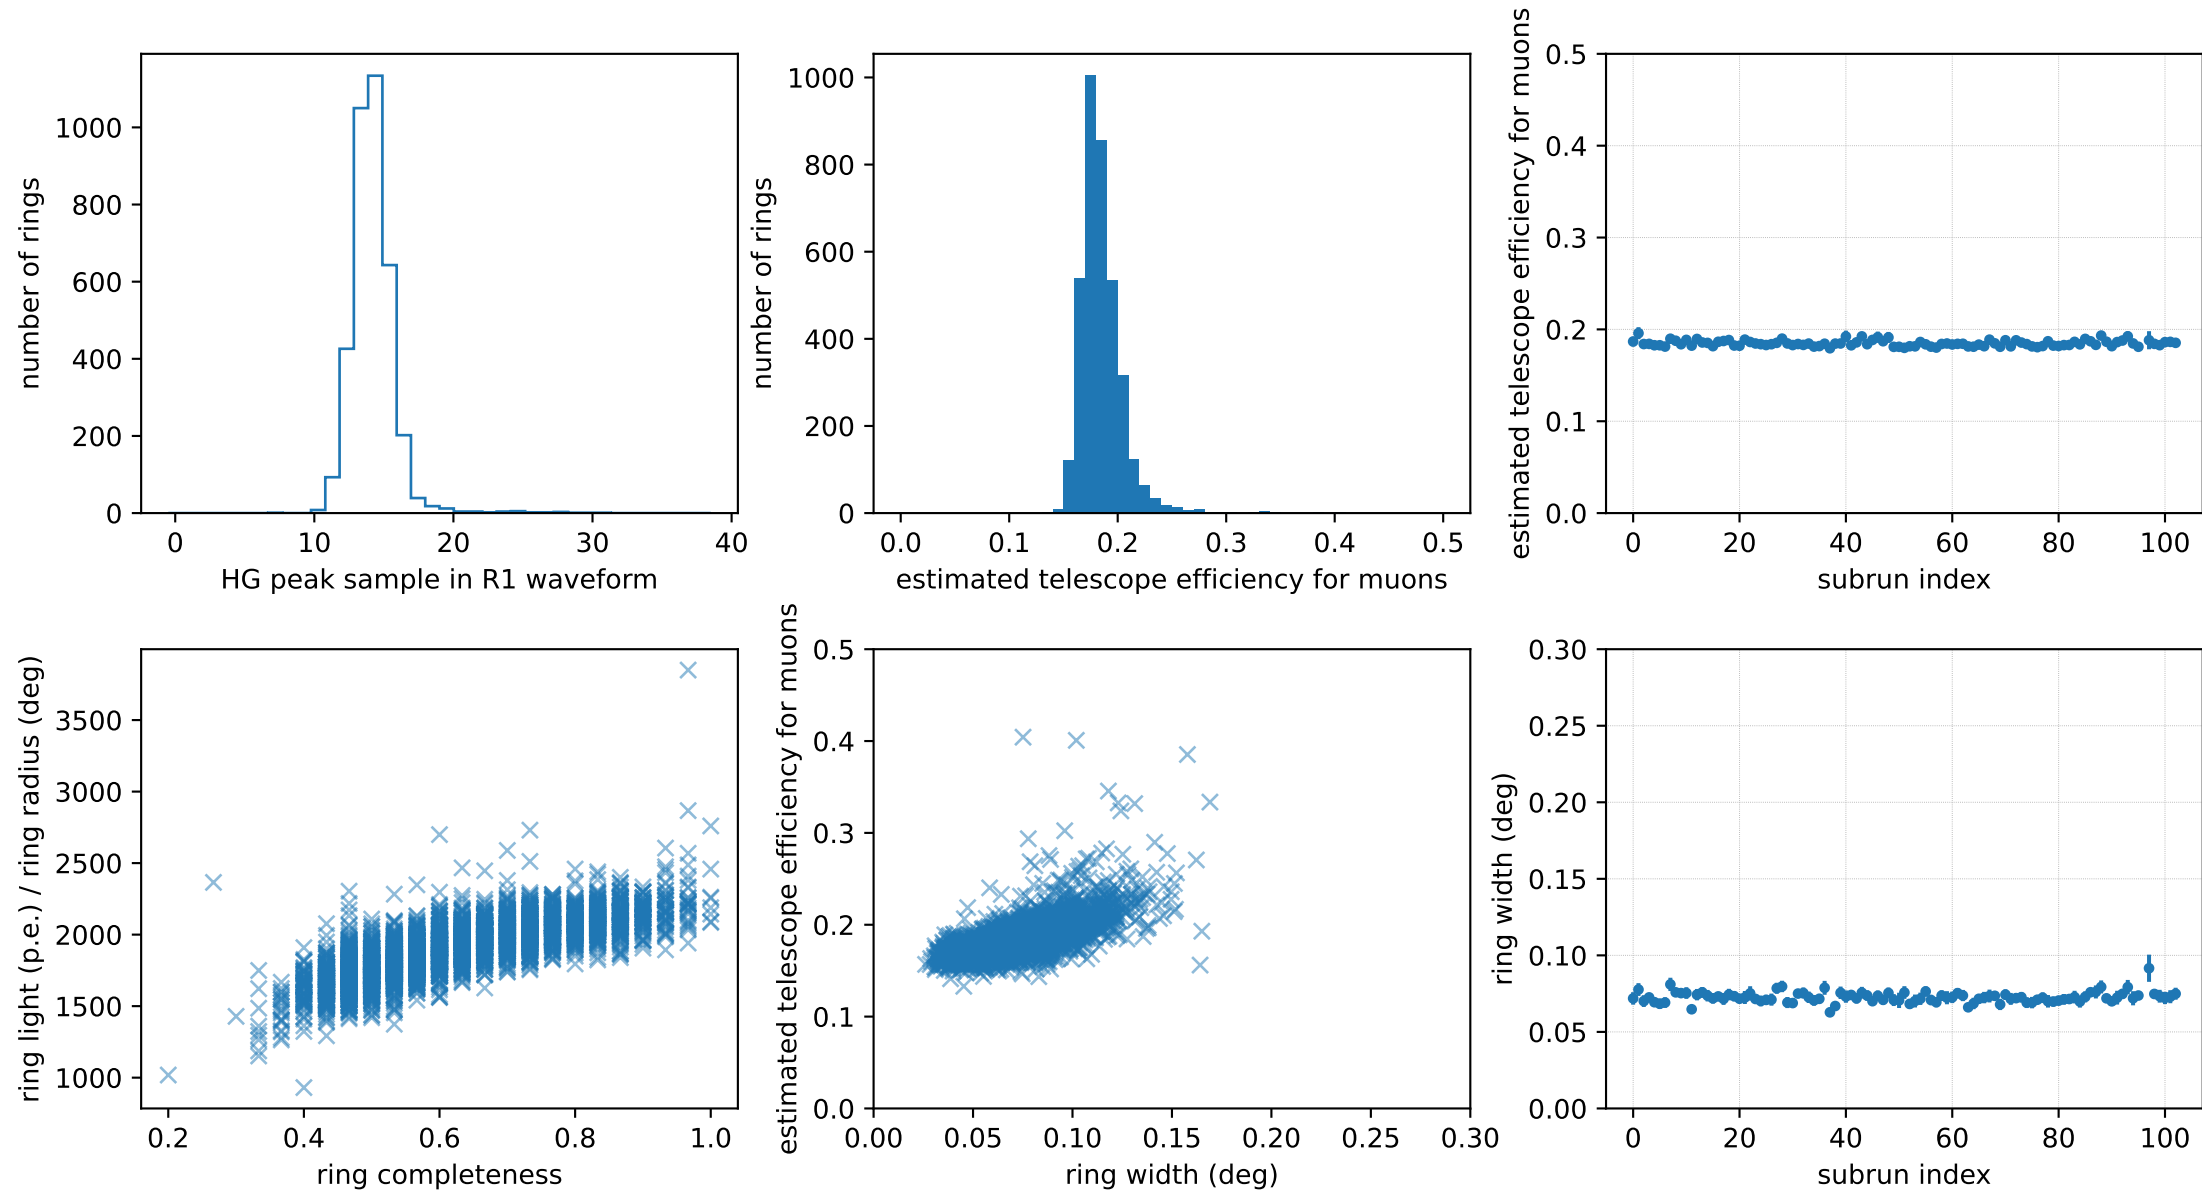 number of rings
0
200
400
600
800
1000
0 10 20 30 40
HG peak sample in R1 waveform
number of rings
0
200
400
600
800
1000
0.0 0.1 0.2 0.3 0.4 0.5
estimated telescope efficiency for muons
estimated telescope efficiency for muons
0.5
0.4
0.3
0.2
0.1
0.0
0 20 40 60 80 100
subrun index
ring light (p.e.) / ring radius (deg)
3500
3000
2500
2000
1500
1000
0.2 0.4 0.6 0.8 1.0
ring completeness
estimated telescope efficiency for muons
0.5
0.4
0.3
0.2
0.1
0.0
0.00 0.05 0.10 0.15 0.20 0.25 0.30
ring width (deg)
ring width (deg)
0.30
0.25
0.20
0.15
0.10
0.05
0.00
0 20 40 60 80 100
subrun index